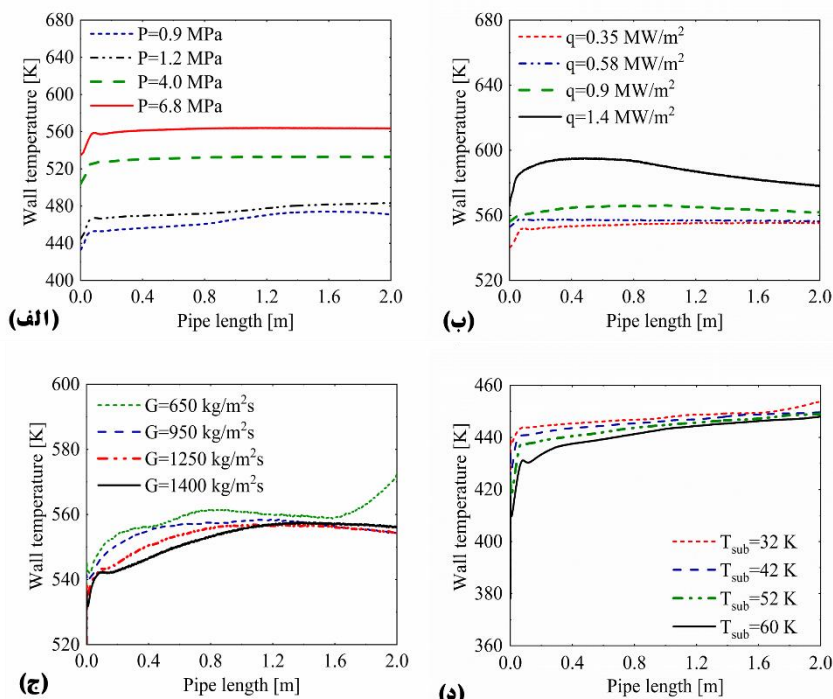 Wall temperature [K]
680
640
600
560
520
480
440
400
P=0.9 MPa
P=1.2 MPa
P=4.0 MPa
P=6.8 MPa
0.0 0.4 0.8 1.2 1.6 2.0
Pipe length [m]
(الف)
Wall temperature [K]
680
640
600
560
520
q=0.35 MW/m²
q=0.58 MW/m²
q=0.9 MW/m²
q=1.4 MW/m²
0.0 0.4 0.8 1.2 1.6 2.0
Pipe length [m]
(ب)
Wall temperature [K]
600
580
560
540
520
G=650 kg/m²s
G=950 kg/m²s
G=1250 kg/m²s
G=1400 kg/m²s
0.0 0.4 0.8 1.2 1.6 2.0
Pipe length [m]
(ج)
Wall temperature [K]
460
440
420
400
380
360
T_sub=32 K
T_sub=42 K
T_sub=52 K
T_sub=60 K
0.0 0.4 0.8 1.2 1.6 2.0
Pipe length [m]
(د)